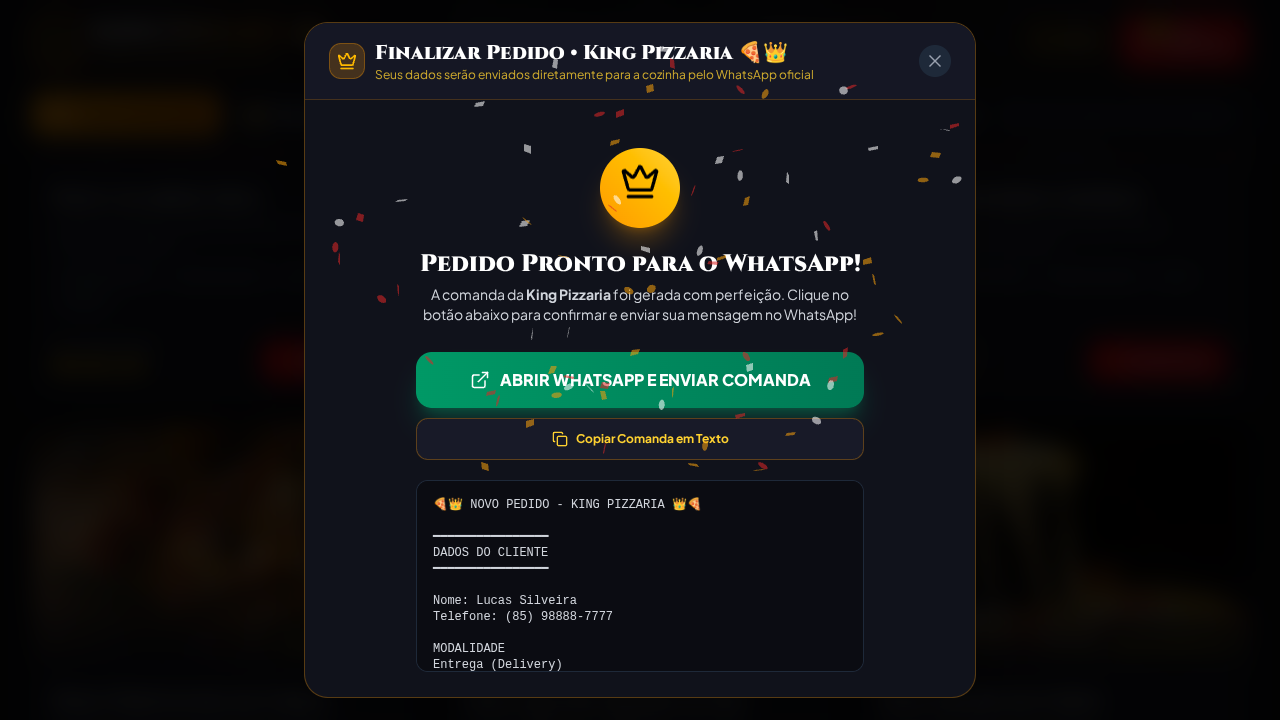 Finalizar Pedido • King Pizzaria 🍕👑
Seus dados serão enviados diretamente para a cozinha pelo WhatsApp oficial
Pedido Pronto para o WhatsApp!
A comanda da King Pizzaria foi gerada com perfeição. Clique no
botão abaixo para confirmar e enviar sua mensagem no WhatsApp!
ABRIR WHATSAPP E ENVIAR COMANDA
Copiar Comanda em Texto
🍕👑 NOVO PEDIDO - KING PIZZARIA 👑🍕
━━━━━━━━━━━━━━━━
DADOS DO CLIENTE
━━━━━━━━━━━━━━━━
Nome: Lucas Silveira
Telefone: (85) 98888-7777
MODALIDADE
Entrega (Delivery)